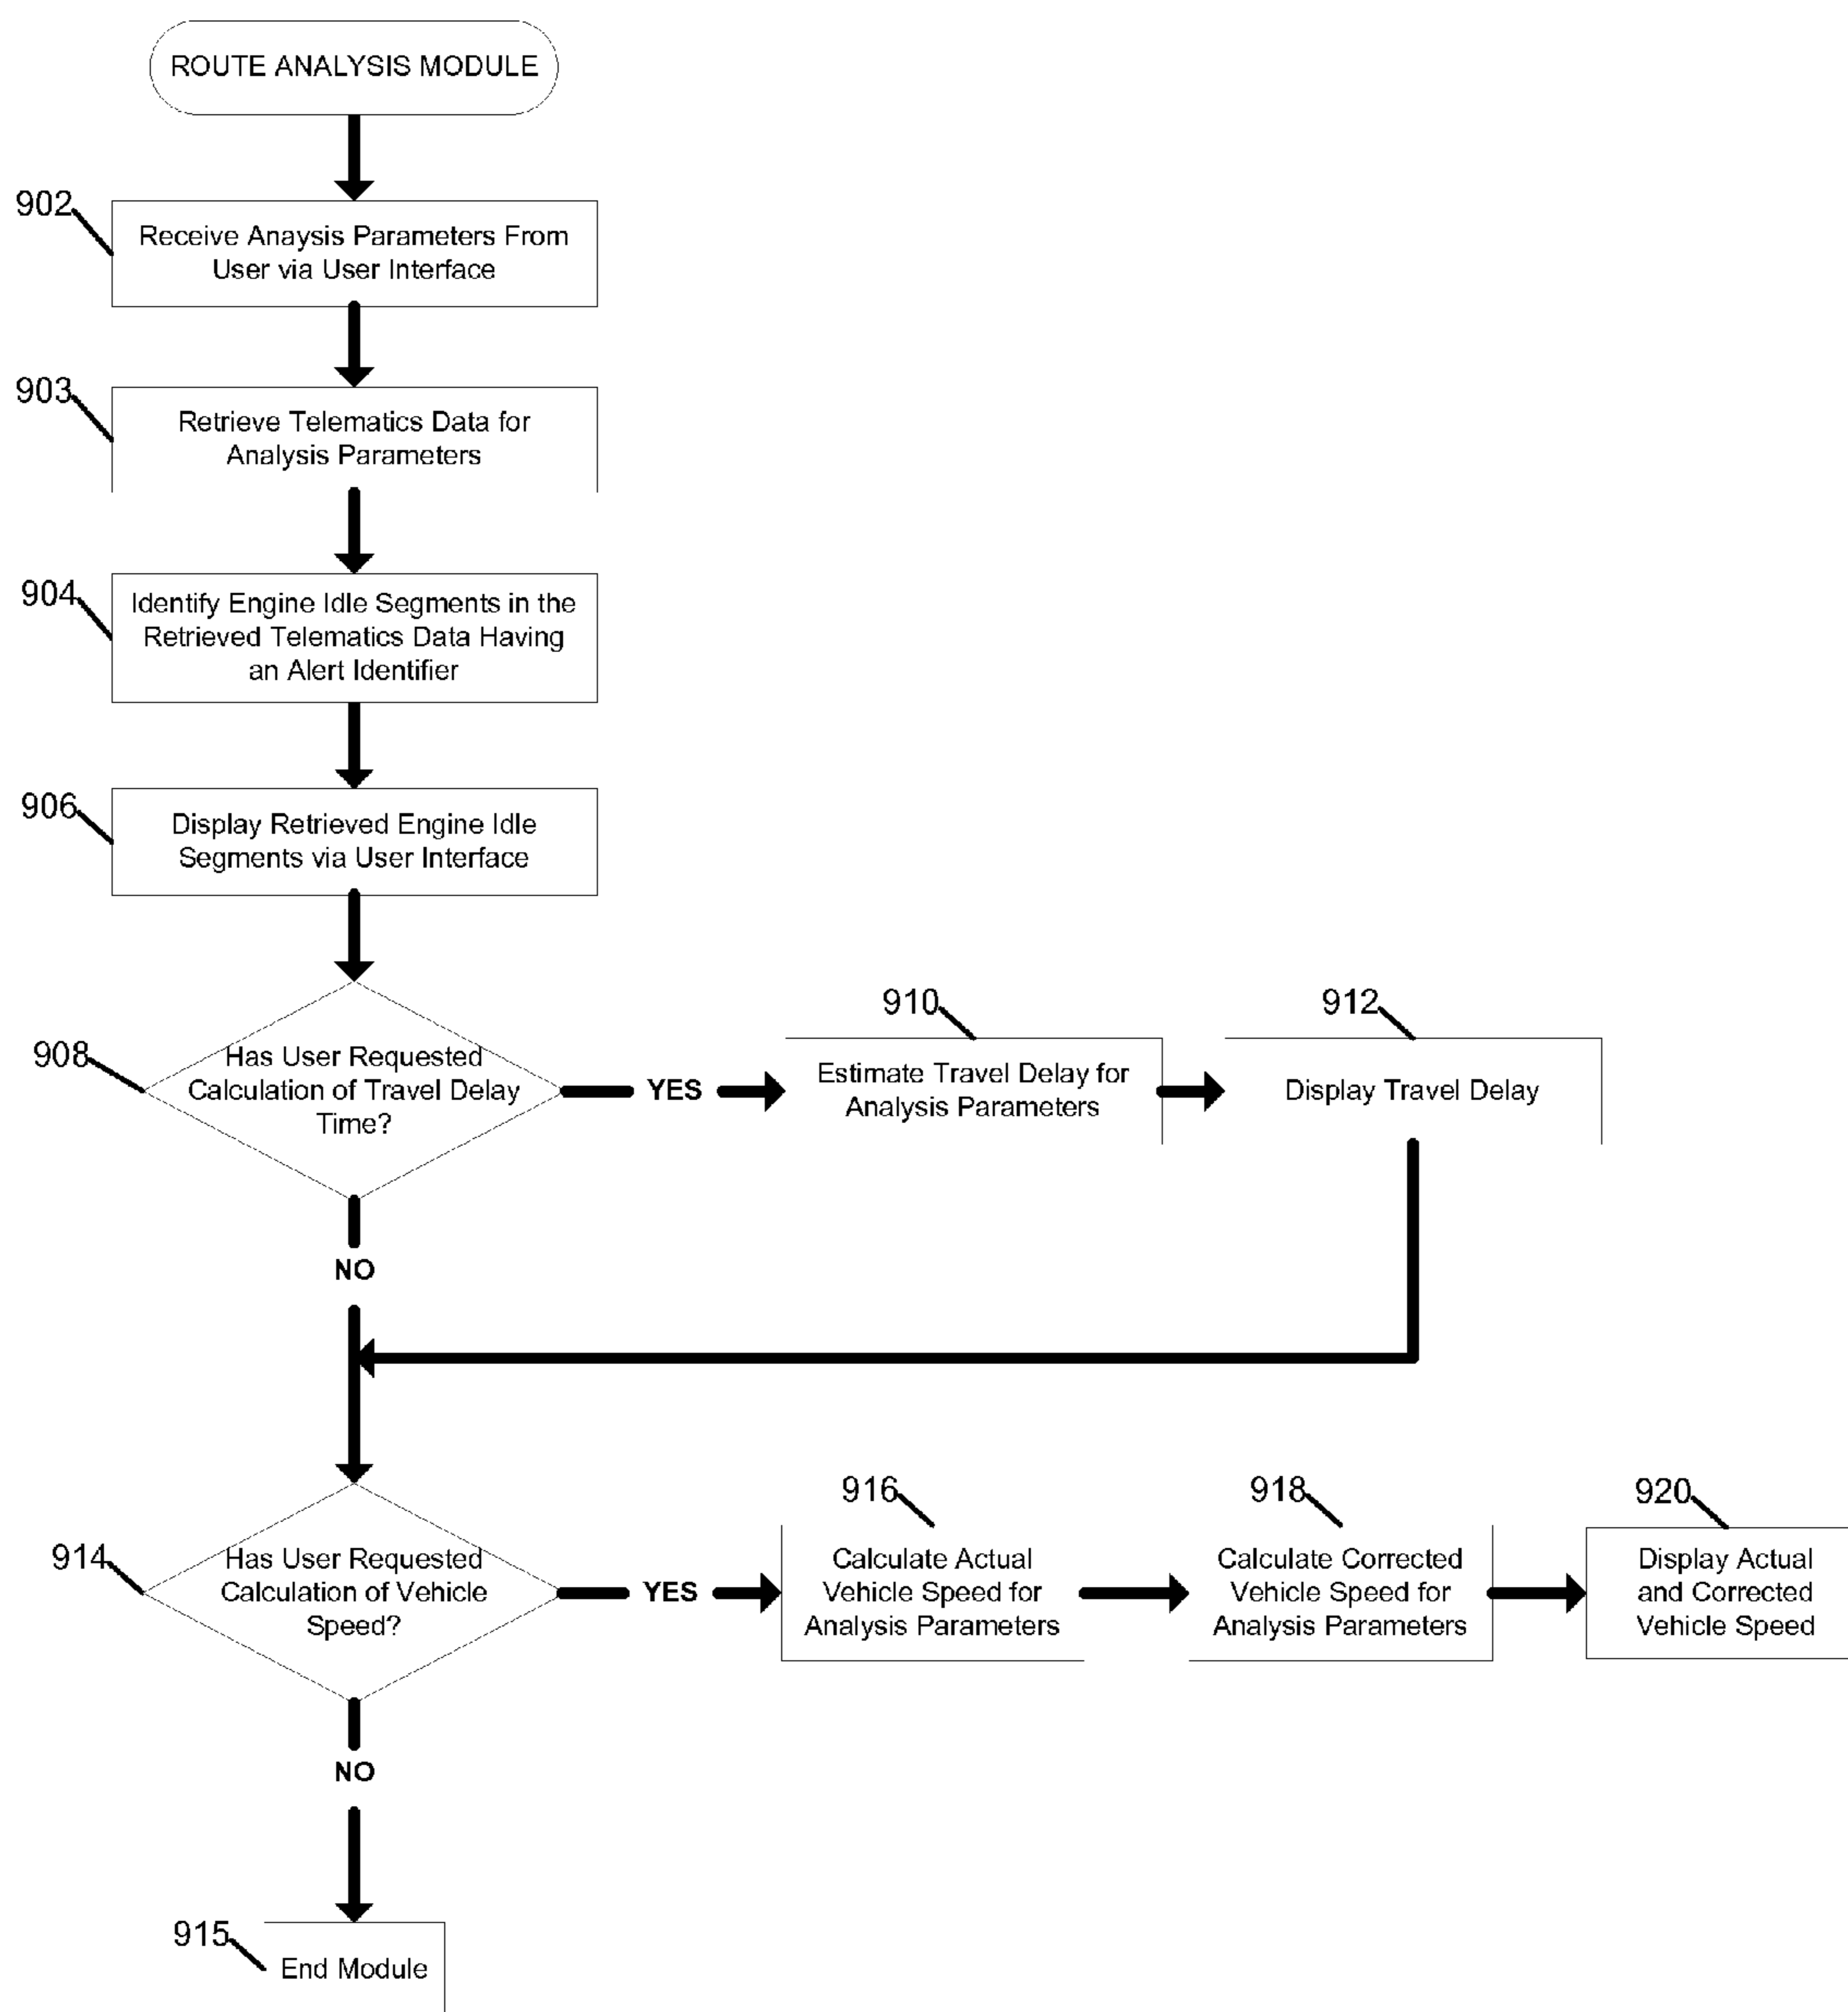 ROUTE ANALYSIS MODULE
902
Receive Anaysis Parameters From
User via User Interface
903
Retrieve Telematics Data for
Analysis Parameters
904
Identify Engine Idle Segments in the
Retrieved Telematics Data Having
an Alert Identifier
906
Display Retrieved Engine Idle
Segments via User Interface
908
Has User Requested
Calculation of Travel Delay
Time?
YES
910
Estimate Travel Delay for
Analysis Parameters
912
Display Travel Delay
NO
914
Has User Requested
Calculation of Vehicle
Speed?
YES
916
Calculate Actual
Vehicle Speed for
Analysis Parameters
918
Calculate Corrected
Vehicle Speed for
Analysis Parameters
920
Display Actual
and Corrected
Vehicle Speed
NO
915
End Module